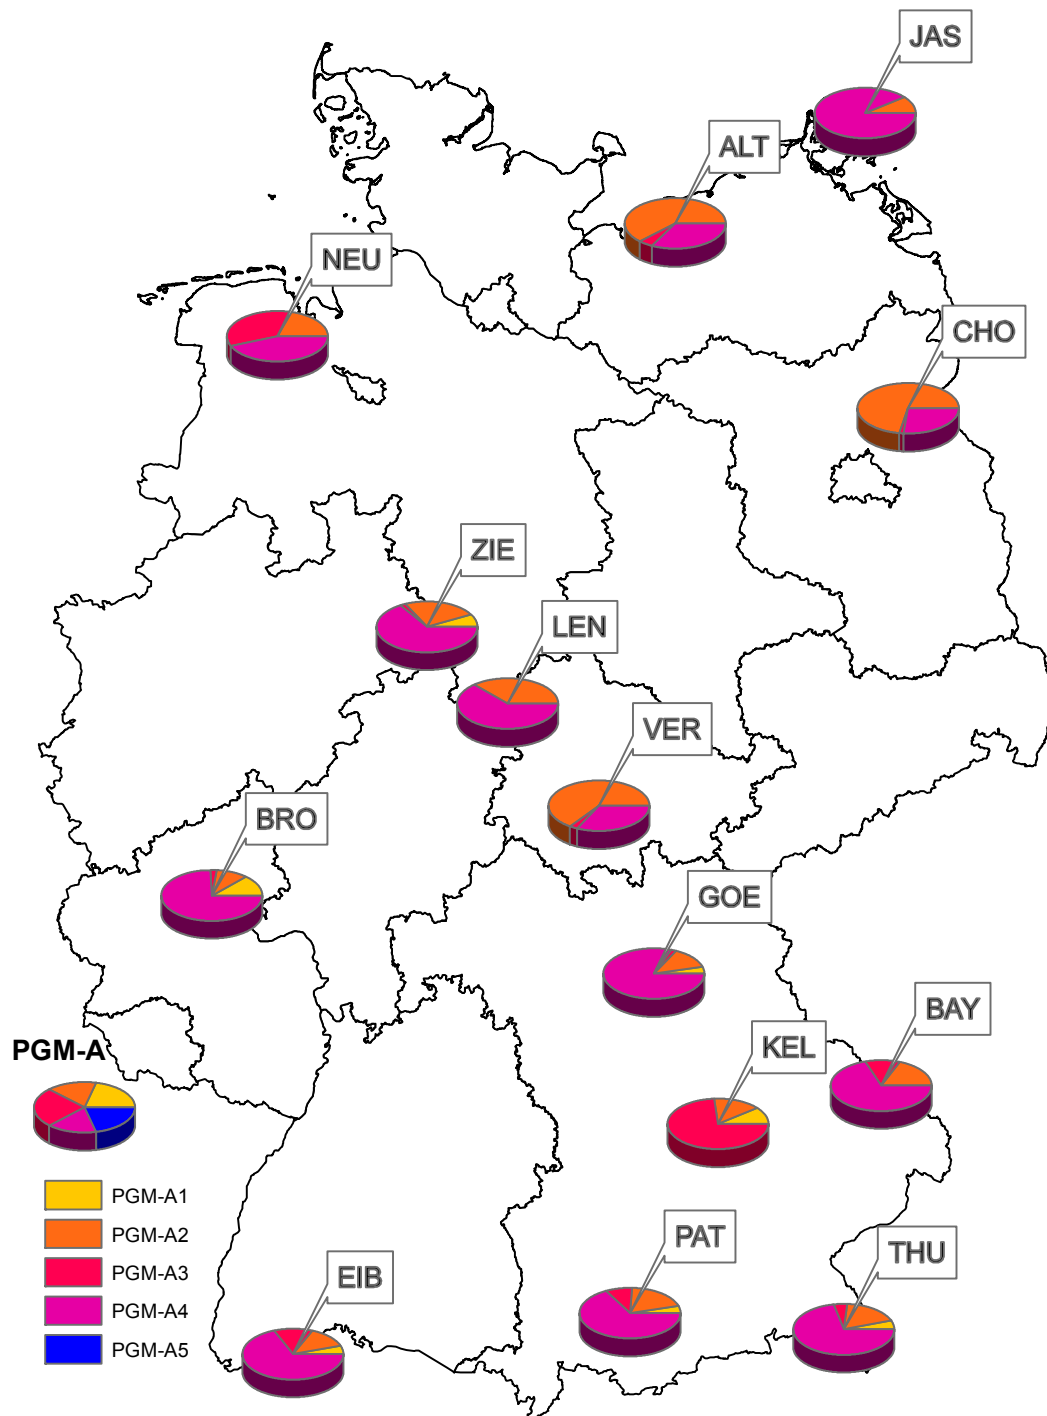 JAS
ALT
NEU
CHO
ZIE
LEN
VER
BRO
GOE
BAY
KEL
PGM-A
PGM-A1
PGM-A2
PGM-A3
PGM-A4
PGM-A5
PAT
THU
EIB